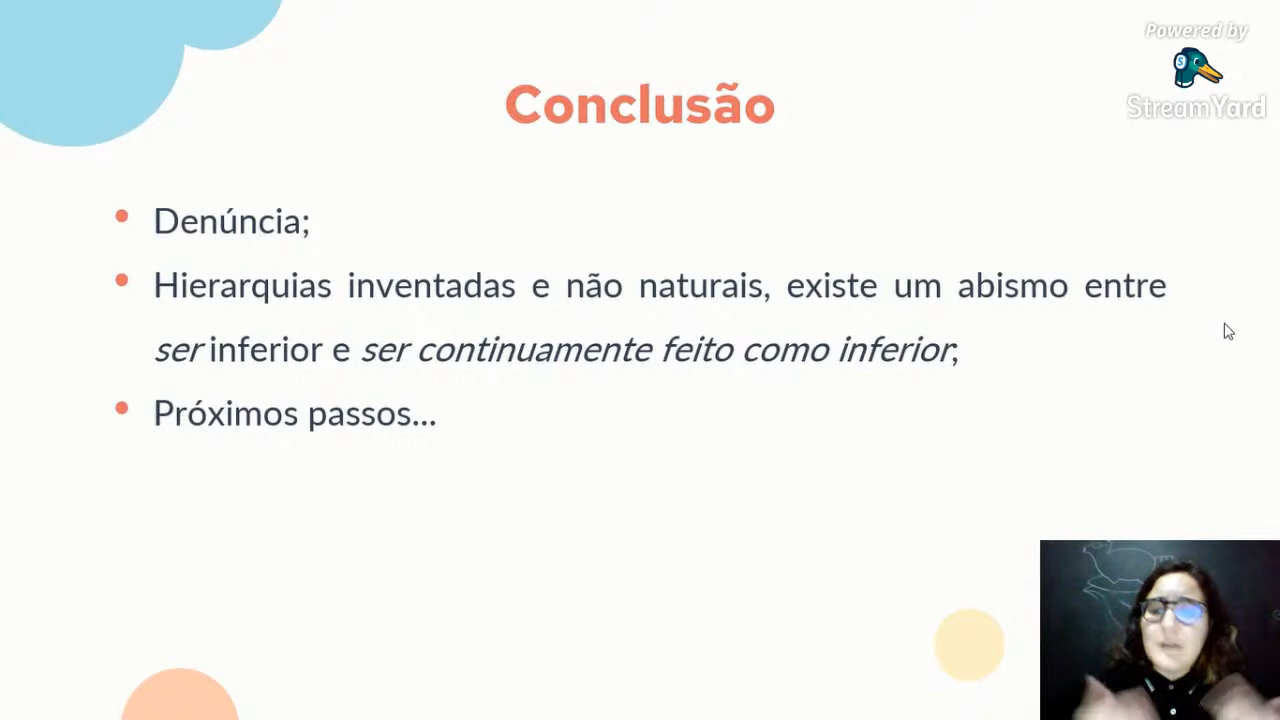 Powered by
StreamYard
Conclusão
• Denúncia;
• Hierarquias inventadas e não naturais, existe um abismo entre
ser inferior e ser continuamente feito como inferior;
• Próximos passos...